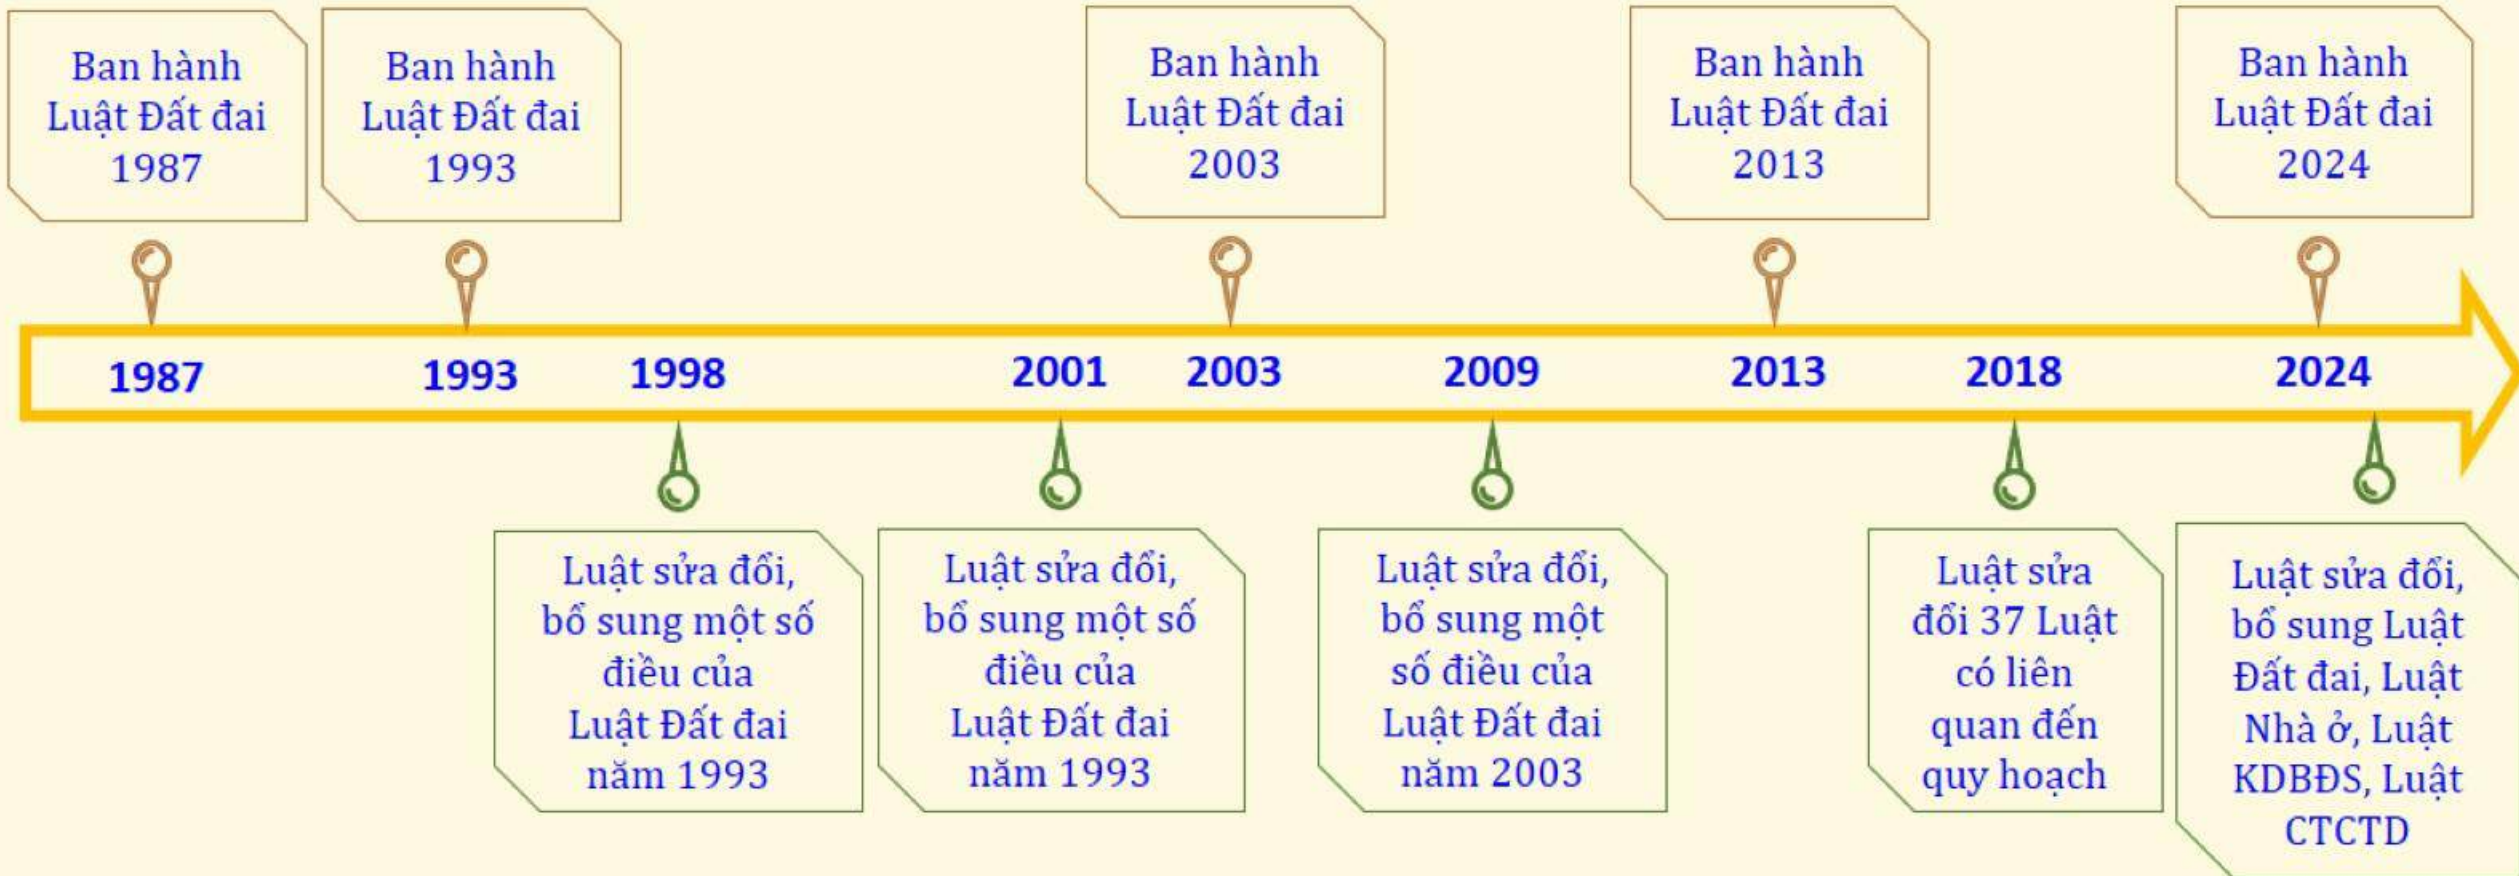 Ban hành
Luật Đất đai
1987
Ban hành
Luật Đất đai
1993
Ban hành
Luật Đất đai
2003
Ban hành
Luật Đất đai
2013
Ban hành
Luật Đất đai
2024
1987
1993
1998
2001
2003
2009
2013
2018
2024
Luật sửa đổi,
bổ sung một số
điều của
Luật Đất đai
năm 1993
Luật sửa đổi,
bổ sung một số
điều của
Luật Đất đai
năm 1993
Luật sửa đổi,
bổ sung một
số điều của
Luật Đất đai
năm 2003
Luật sửa
đổi 37 Luật
có liên
quan đến
quy hoạch
Luật sửa đổi,
bổ sung Luật
Đất đai, Luật
Nhà ở, Luật
KDBĐS, Luật
CTCTD